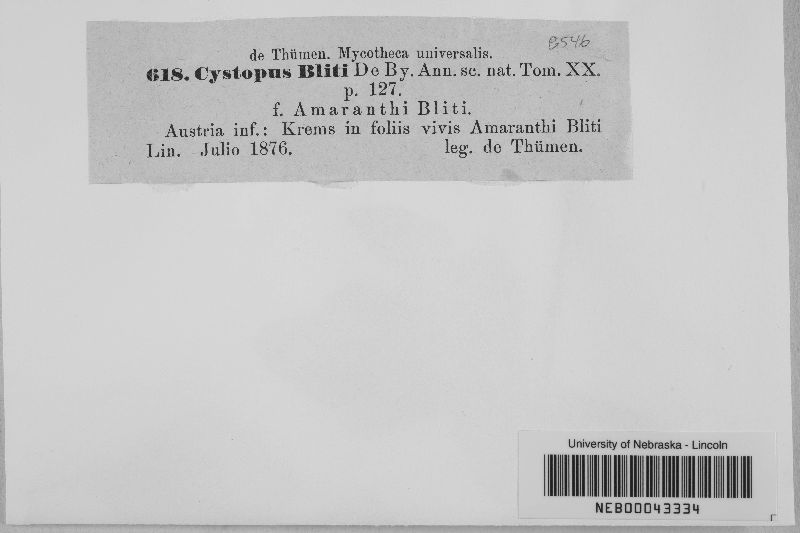 B546
de Thümen. Mycotheca universalis.
618. Cystopus Bliti De By. Ann. sc. nat. Tom. XX.
p. 127.
f. Amaranthi Bliti.
Austria inf.: Krems in foliis vivis Amaranthi Bliti
Lin. Julio 1876. leg. de Thümen.
University of Nebraska - Lincoln
NEB00043334